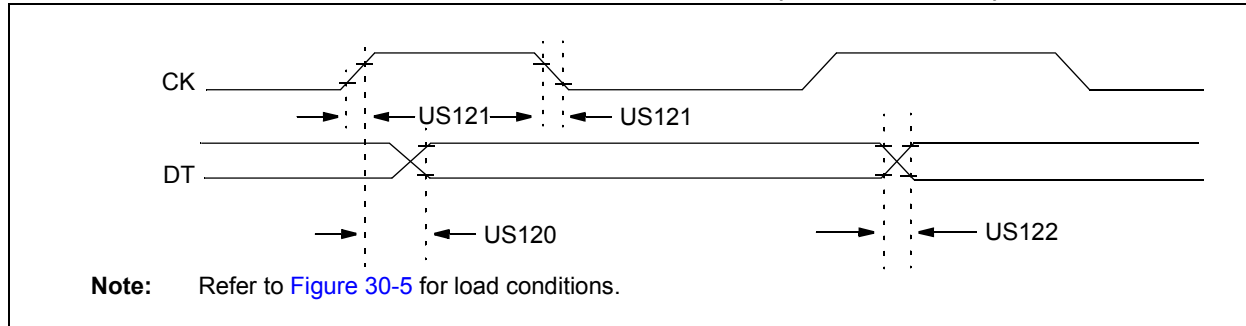 CK
US121 US121
DT
US120 US122
Note: Refer to Figure 30-5 for load conditions.